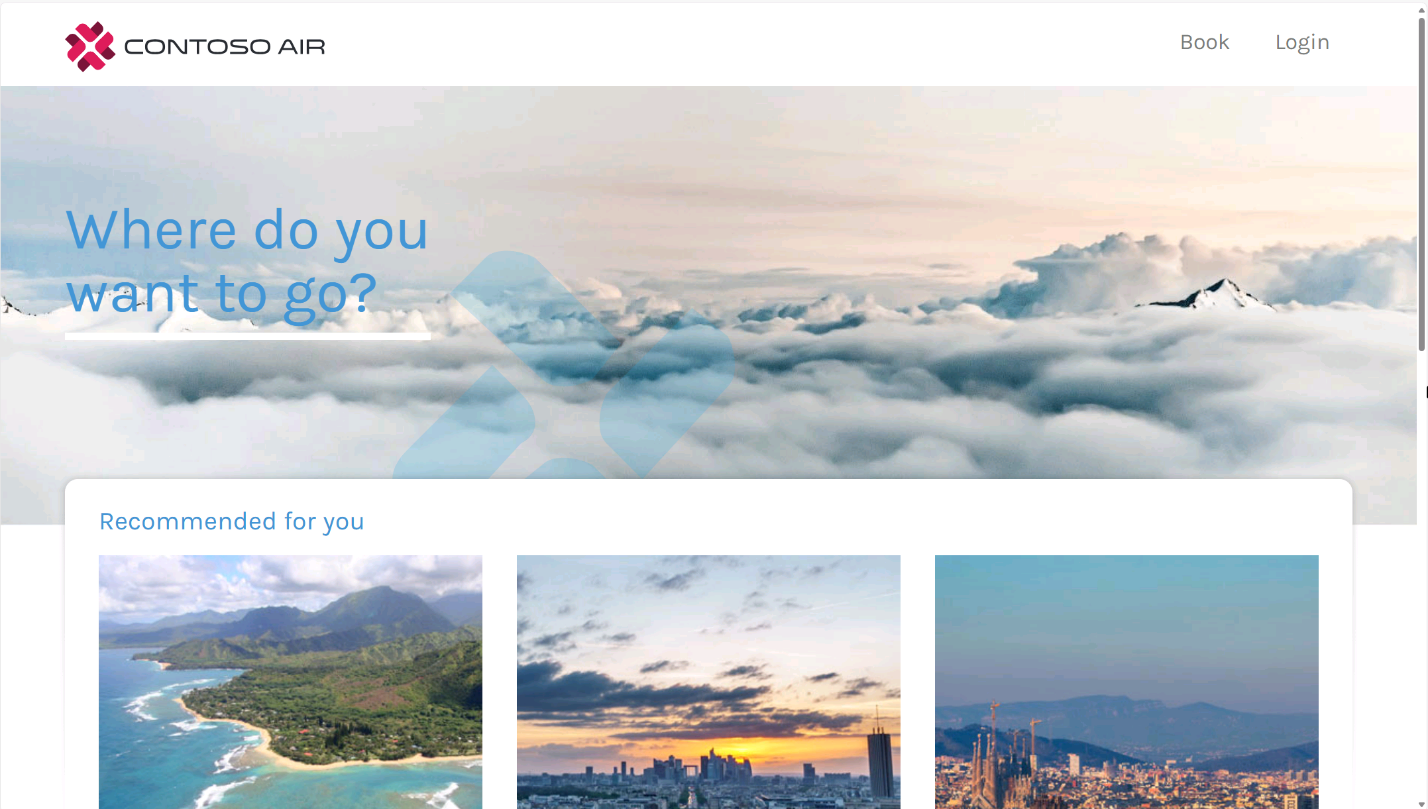 CONTOSO AIR
Book
Login
Where do you
want to go?
Recommended for you